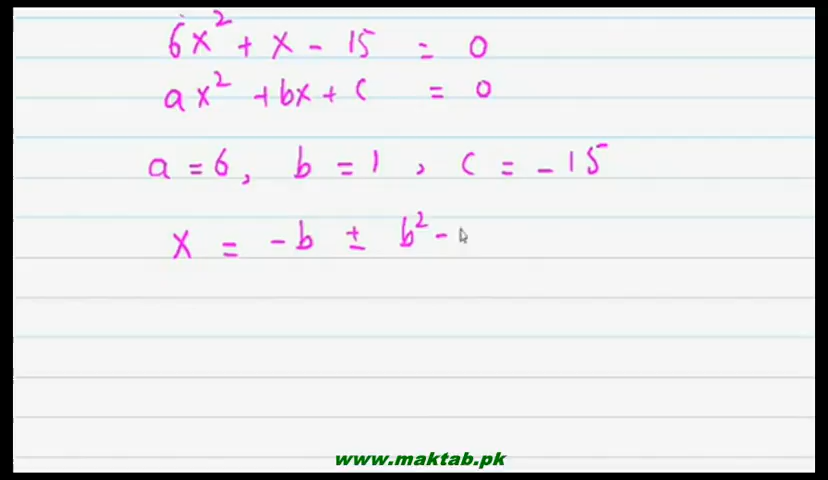 6x² + x - 15 = 0
ax² + bx + c = 0
a = 6, b = 1, c = -15
x = -b ± b² -
www.maktab.pk